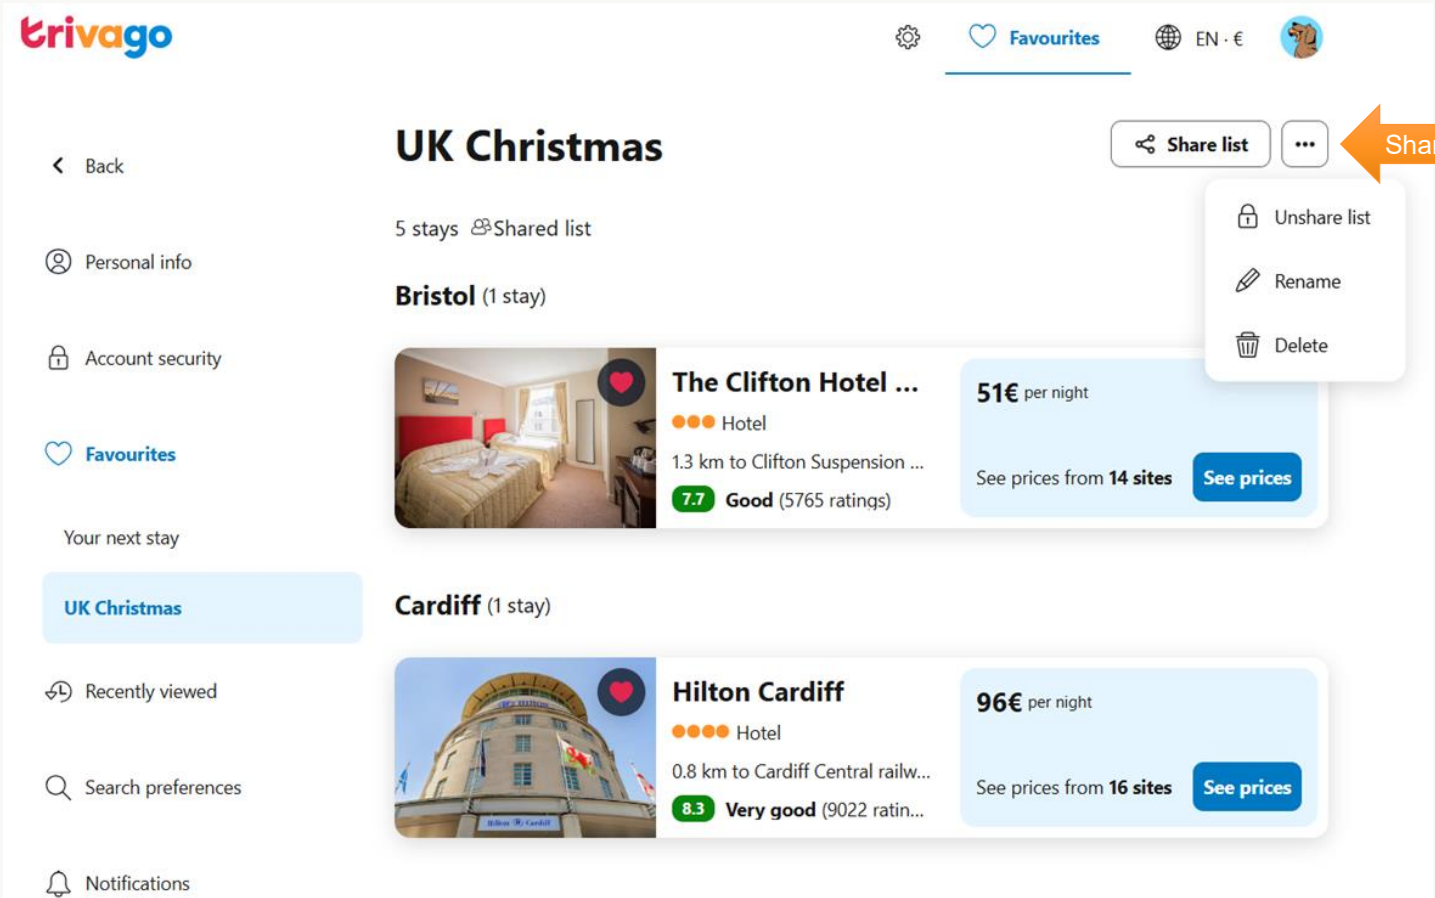 trivago
Favourites
EN · €
UK Christmas
Share list
Shar
Back
5 stays Shared list
Unshare list
Rename
Delete
Personal info
Account security
Favourites
Your next stay
UK Christmas
Recently viewed
Search preferences
Notifications
Bristol (1 stay)
The Clifton Hotel ...
Hotel
1.3 km to Clifton Suspension ...
7.7 Good (5765 ratings)
51€ per night
See prices from 14 sites
See prices
Cardiff (1 stay)
Hilton Cardiff
Hotel
0.8 km to Cardiff Central railw...
8.3 Very good (9022 ratin...
96€ per night
See prices from 16 sites
See prices
HILTON
Hilton Cardiff